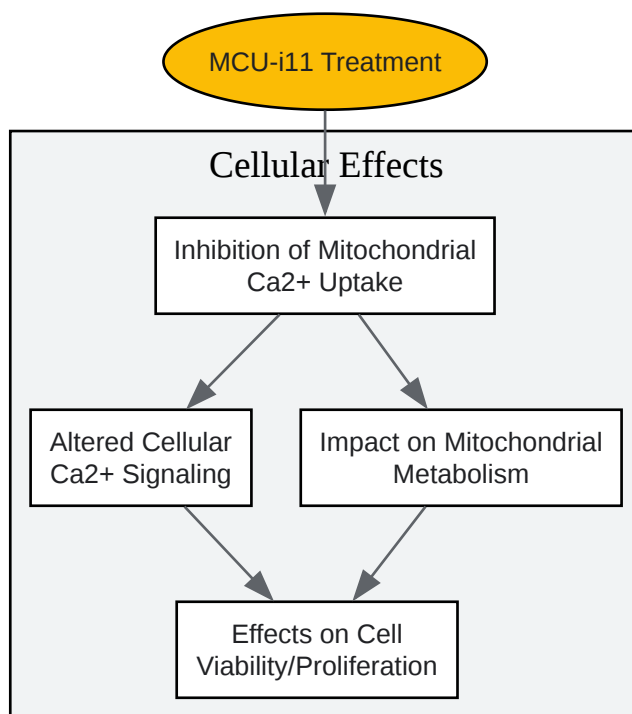 MCU-i11 Treatment
Cellular Effects
Inhibition of Mitochondrial
Ca2+ Uptake
Altered Cellular
Ca2+ Signaling
Impact on Mitochondrial
Metabolism
Effects on Cell
Viability/Proliferation